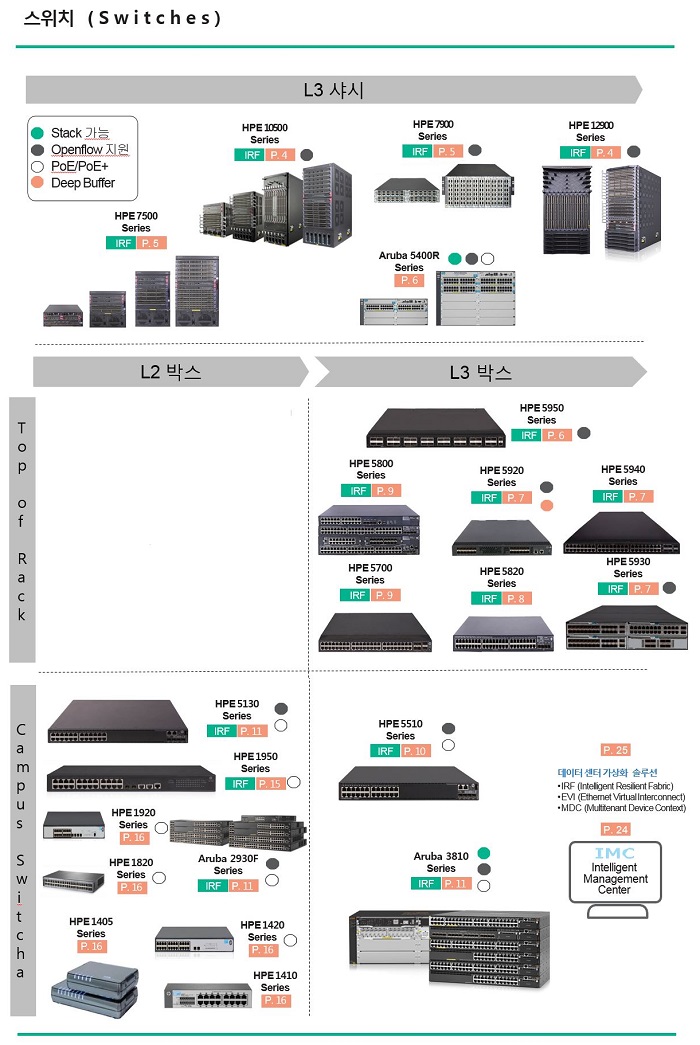 스위치 (Switches)
L3 샤시
Stack 가능
Openflow 지원
PoE/PoE+
Deep Buffer
HPE 10500
Series
IRF P. 4
HPE 7900
Series
IRF P. 5
HPE 12900
Series
IRF P. 4
HPE 7500
Series
IRF P. 5
Aruba 5400R
Series
P. 6
L2 박스
L3 박스
Top of Rack
HPE 5950
Series
IRF P. 6
HPE 5800
Series
IRF P. 9
HPE 5920
Series
IRF P. 7
HPE 5940
Series
IRF P. 7
HPE 5700
Series
IRF P. 9
HPE 5820
Series
IRF P. 8
HPE 5930
Series
IRF P. 7
Campus Switcha
HPE 5130
Series
IRF P. 11
HPE 1950
Series
IRF P. 15
HPE 1920
Series
P. 16
HPE 1820
Series
P. 16
Aruba 2930F
Series
IRF P. 11
HPE 1405
Series
P. 16
HPE 1420
Series
P. 16
HPE 1410
Series
P. 16
HPE 5510
Series
IRF P. 10
Aruba 3810
Series
IRF P. 11
P. 25
데이터 센터 가상화 솔루션
• IRF (Intelligent Resilient Fabric)
• EVI (Ethernet Virtual Interconnect)
• MDC (Multitenant Device Context)
P. 24
IMC
Intelligent
Management
Center